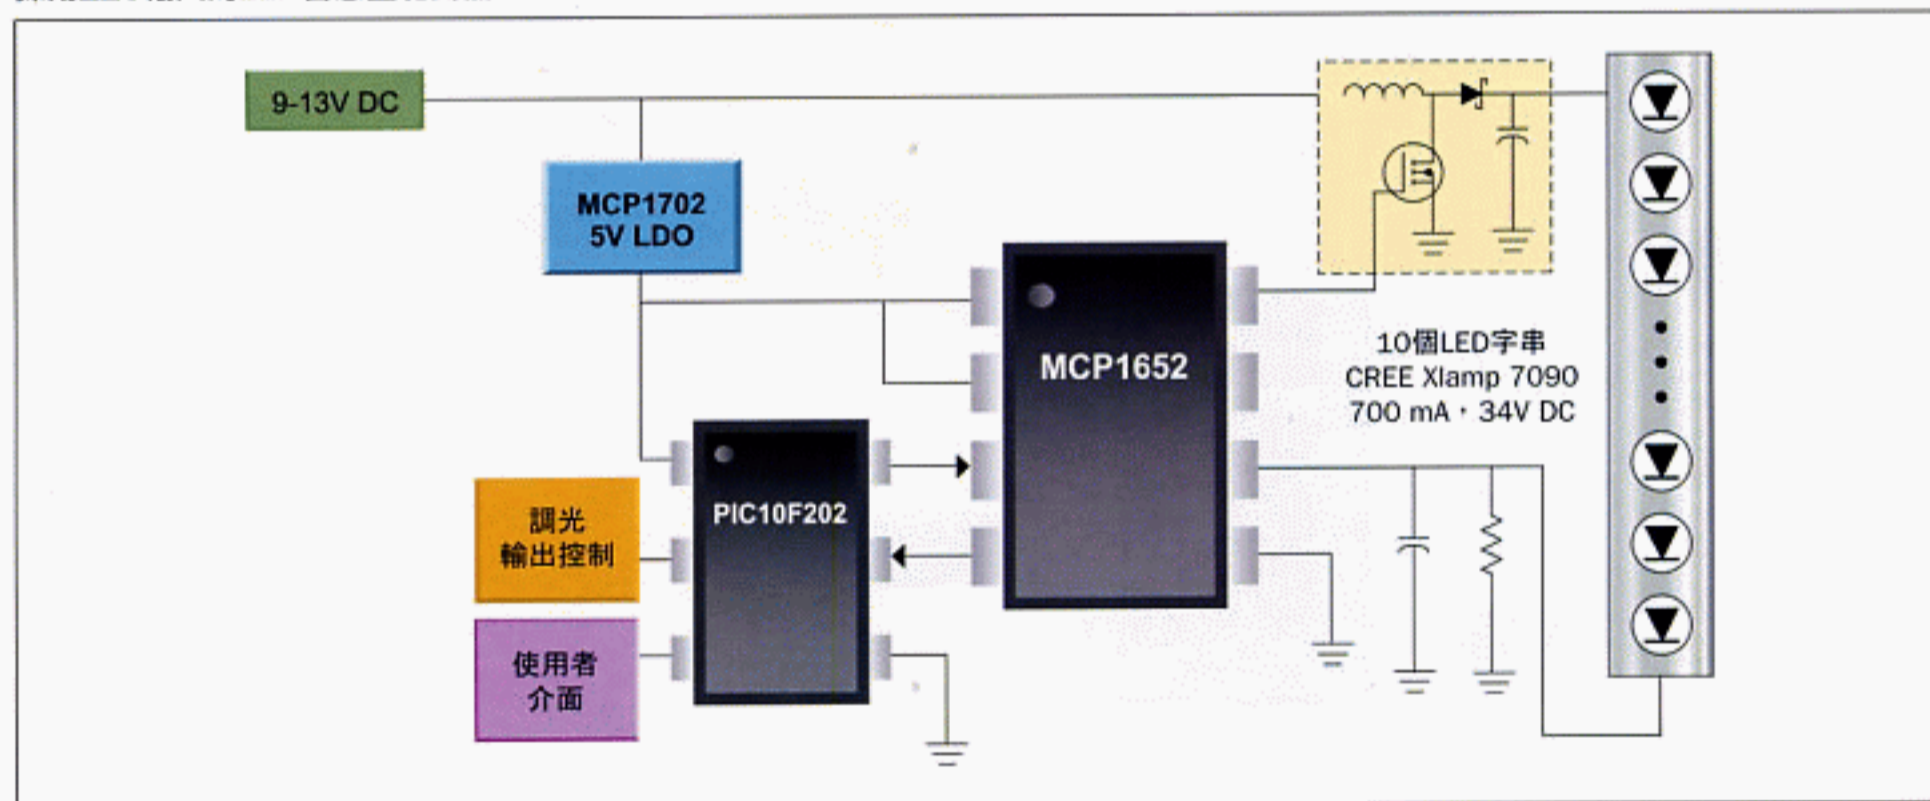 9-13V DC
MCP1702
5V LDO
MCP1652
10個LED字串
CREE Xlamp 7090
700 mA，34V DC
PIC10F202
調光
輸出控制
使用者
介面